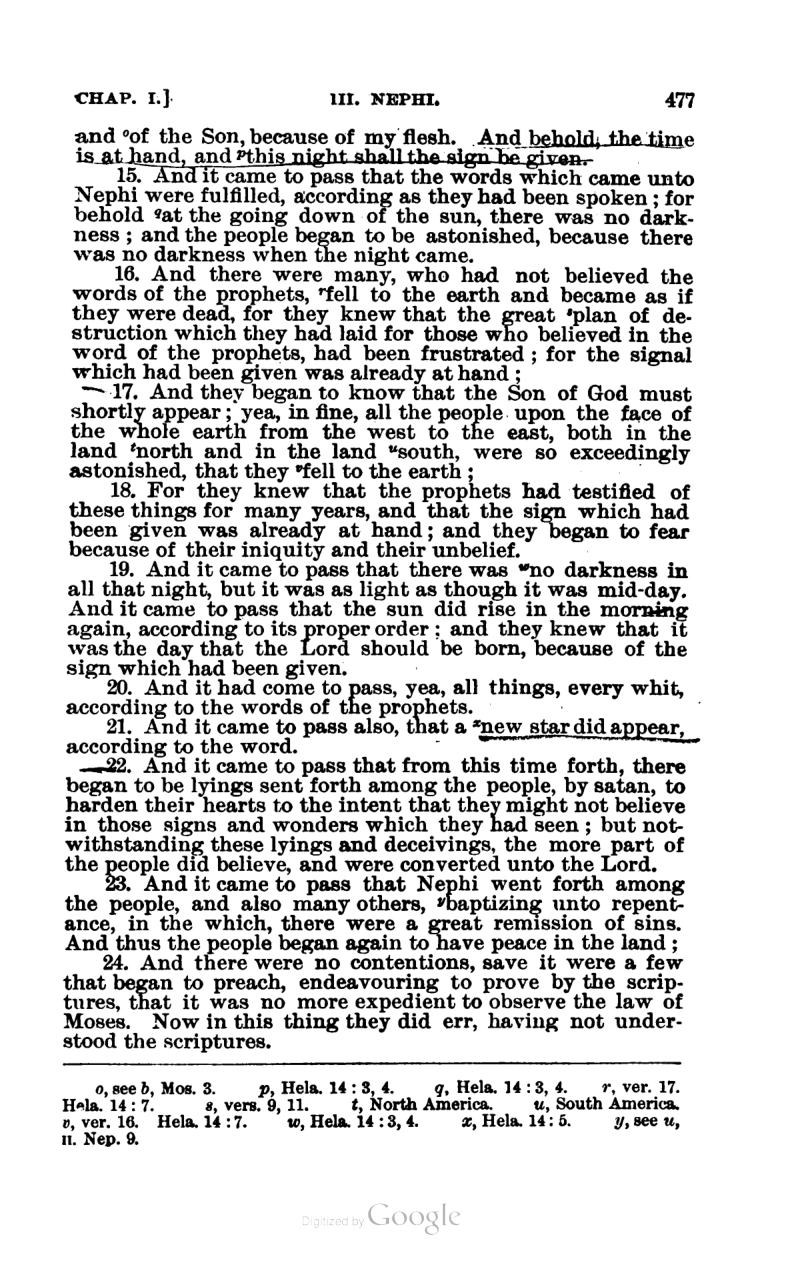 CHAP. I.] III. NEPHI. 477
and ᵒof the Son, because of my flesh. And behold, the time
is at hand, and ᵖthis night shall the sign be given.
15. And it came to pass that the words which came unto
Nephi were fulfilled, according as they had been spoken; for
behold ᵠat the going down of the sun, there was no dark-
ness; and the people began to be astonished, because there
was no darkness when the night came.
16. And there were many, who had not believed the
words of the prophets, ʳfell to the earth and became as if
they were dead, for they knew that the great ˢplan of de-
struction which they had laid for those who believed in the
word of the prophets, had been frustrated; for the signal
which had been given was already at hand;
17. And they began to know that the Son of God must
shortly appear; yea, in fine, all the people upon the face of
the whole earth from the west to the east, both in the
land ᵗnorth and in the land ᵘsouth, were so exceedingly
astonished, that they ᵛfell to the earth;
18. For they knew that the prophets had testified of
these things for many years, and that the sign which had
been given was already at hand; and they began to fear
because of their iniquity and their unbelief.
19. And it came to pass that there was ʷno darkness in
all that night, but it was as light as though it was mid-day.
And it came to pass that the sun did rise in the morning
again, according to its proper order; and they knew that it
was the day that the Lord should be born, because of the
sign which had been given.
20. And it had come to pass, yea, all things, every whit,
according to the words of the prophets.
21. And it came to pass also, that a ˣnew star did appear,
according to the word.
22. And it came to pass that from this time forth, there
began to be lyings sent forth among the people, by satan, to
harden their hearts to the intent that they might not believe
in those signs and wonders which they had seen; but not-
withstanding these lyings and deceivings, the more part of
the people did believe, and were converted unto the Lord.
23. And it came to pass that Nephi went forth among
the people, and also many others, ʸbaptizing unto repent-
ance, in the which, there were a great remission of sins.
And thus the people began again to have peace in the land;
24. And there were no contentions, save it were a few
that began to preach, endeavouring to prove by the scrip-
tures, that it was no more expedient to observe the law of
Moses. Now in this thing they did err, having not under-
stood the scriptures.
o, see b, Mos. 3. p, Hela. 14:3, 4. q, Hela. 14:3, 4. r, ver. 17.
Hela. 14:7. s, vers. 9, 11. t, North America. u, South America.
v, ver. 16. Hela. 14:7. w, Hela. 14:3, 4. x, Hela. 14:5. y, see u,
II. Nep. 9.
Digitized by Google